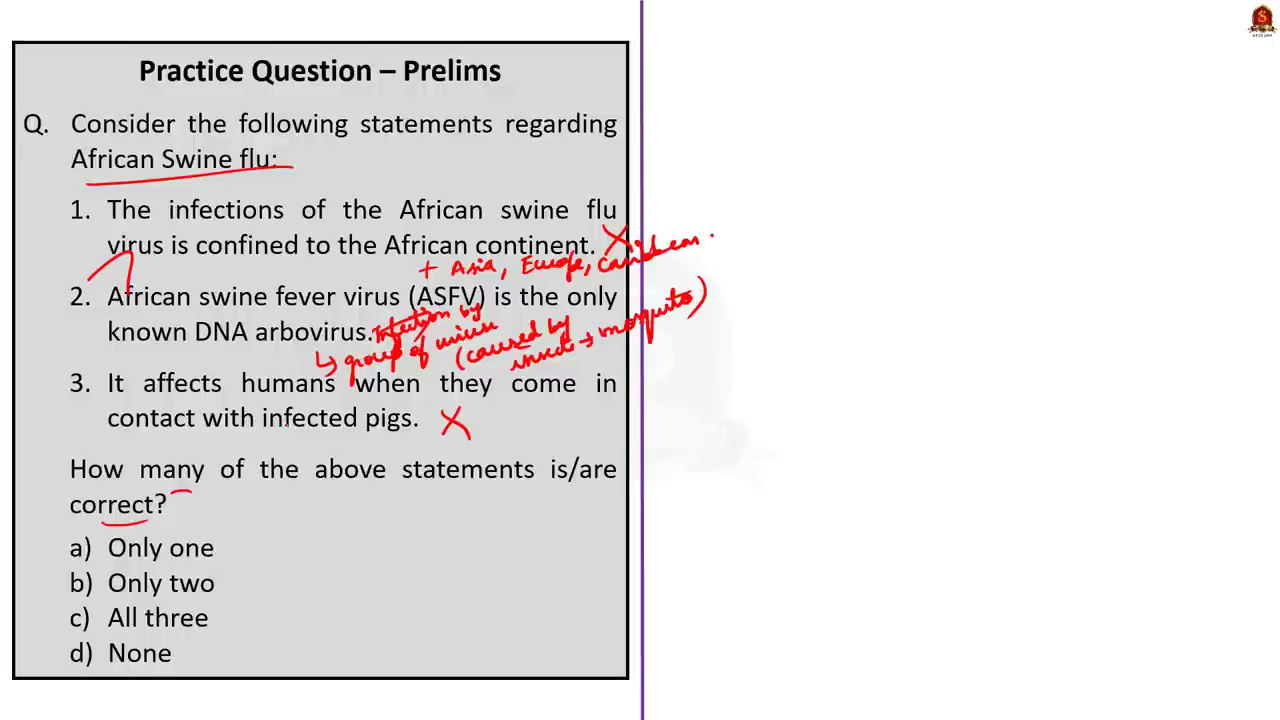 Practice Question – Prelims
Q. Consider the following statements regarding
African Swine flu:
1. The infections of the African swine flu
virus is confined to the African continent.
+ Asia, Europe, Caribbean.
2. African swine fever virus (ASFV) is the only
known DNA arbovirus. Infection by
↳ group of virus (caused by
insects → mosquito)
3. It affects humans when they come in
contact with infected pigs. X
How many of the above statements is/are
correct?
a) Only one
b) Only two
c) All three
d) None